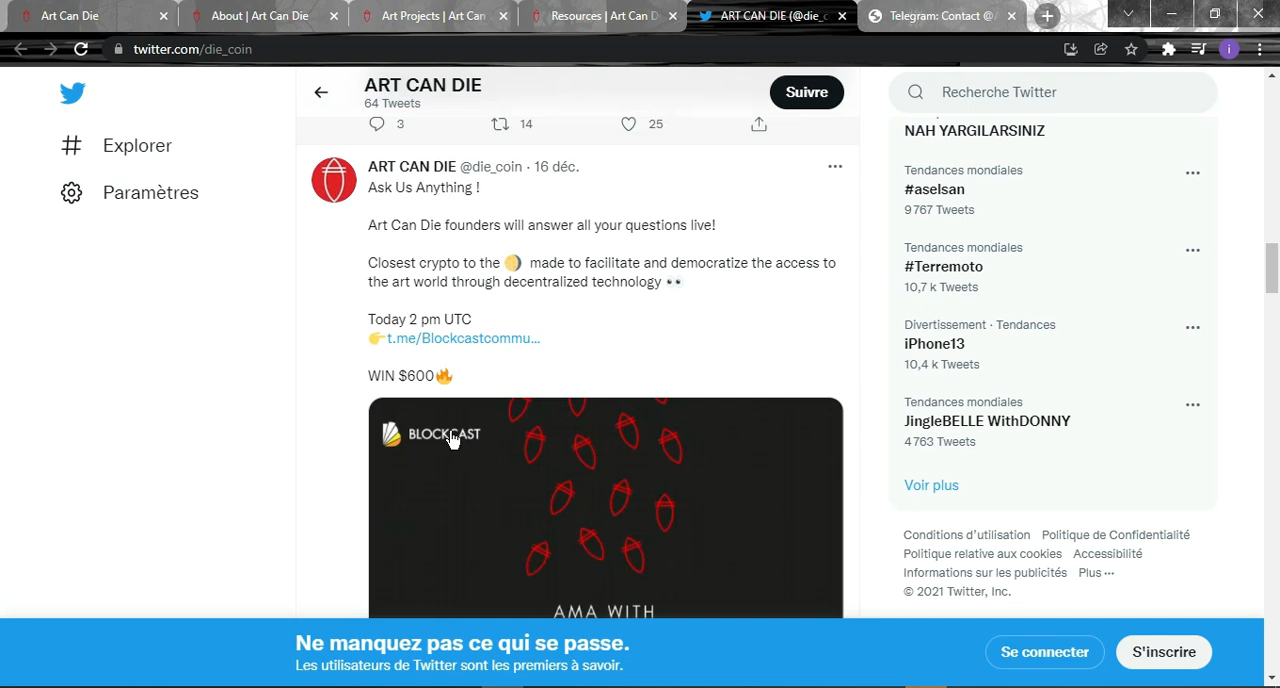 Art Can Die
About | Art Can Die
Art Projects | Art Can
Resources | Art Can D
ART CAN DIE (@die_c
Telegram: Contact @
twitter.com/die_coin
i
ART CAN DIE
64 Tweets
Suivre
Recherche Twitter
Explorer
Paramètres
3
14
25
ART CAN DIE @die_coin · 16 déc.
Ask Us Anything !
Art Can Die founders will answer all your questions live!
Closest crypto to the 🌖 made to facilitate and democratize the access to
the art world through decentralized technology 👀
Today 2 pm UTC
👉t.me/Blockcastcommu...
WIN $600🔥
BLOCKCAST
AMA WITH
NAH YARGILARSINIZ
Tendances mondiales
#aselsan
9 767 Tweets
Tendances mondiales
#Terremoto
10,7 k Tweets
Divertissement · Tendances
iPhone13
10,4 k Tweets
Tendances mondiales
JingleBELLE WithDONNY
4 763 Tweets
Voir plus
Conditions d'utilisation Politique de Confidentialité
Politique relative aux cookies Accessibilité
Informations sur les publicités Plus ···
© 2021 Twitter, Inc.
Ne manquez pas ce qui se passe.
Les utilisateurs de Twitter sont les premiers à savoir.
Se connecter
S'inscrire